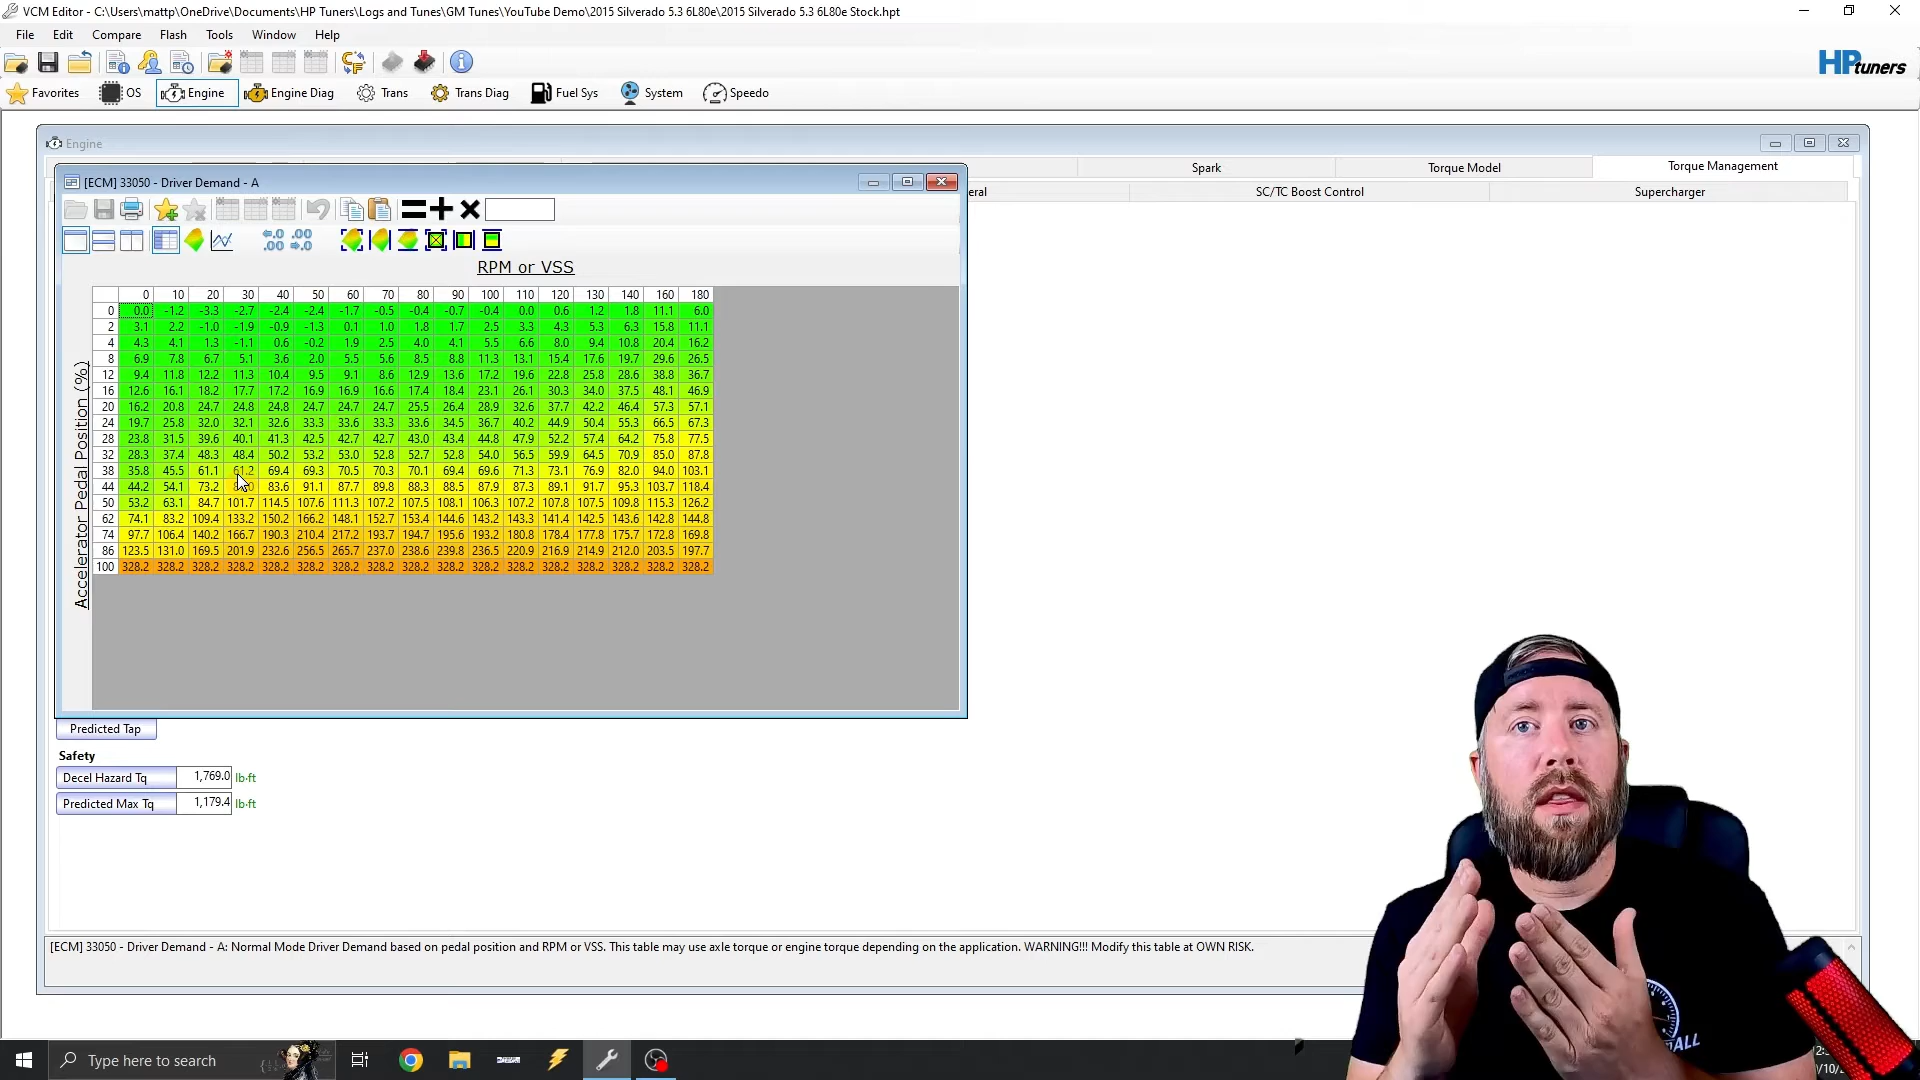 VCM Editor - C:\Users\mattp\OneDrive\Documents\HP Tuners\Logs and Tunes\GM Tunes\YouTube Demo\2015 Silverado 5.3 6L80e\2015 Silverado 5.3 6L80e Stock.hpt
File Edit Compare Flash Tools Window Help
HPtuners
Favorites OS Engine Engine Diag Trans Trans Diag Fuel Sys System Speedo
Engine
Spark Torque Model Torque Management
eral SC/TC Boost Control Supercharger
[ECM] 33050 - Driver Demand - A
RPM or VSS
Accelerator Pedal Position (%)
0 10 20 30 40 50 60 70 80 90 100 110 120 130 140 160 180
0 0.0 -1.2 -3.3 -2.7 -2.4 -2.4 -1.7 -0.5 -0.4 -0.7 -0.4 0.0 0.6 1.2 1.8 11.1 6.0
2 3.1 2.2 -1.0 -1.9 -0.9 -1.3 0.1 1.0 1.8 1.7 2.5 3.3 4.3 5.3 6.3 15.8 11.1
4 4.3 4.1 1.3 -1.1 0.6 -0.2 1.9 2.5 4.0 4.1 5.5 6.6 8.0 9.4 10.8 20.4 16.2
8 6.9 7.8 6.7 5.1 3.6 2.0 5.5 5.6 8.5 8.8 11.3 13.1 15.4 17.6 19.7 29.6 26.5
12 9.4 11.8 12.2 11.3 10.4 9.5 9.1 8.6 12.9 13.6 17.2 19.6 22.8 25.8 28.6 38.8 36.7
16 12.6 16.1 18.2 17.7 17.2 16.9 16.9 16.6 17.4 18.4 23.1 26.1 30.3 34.0 37.5 48.1 46.9
20 16.2 20.8 24.7 24.8 24.8 24.7 24.7 24.7 25.5 26.4 28.9 32.6 37.7 42.2 46.4 57.3 57.1
24 19.7 25.8 32.0 32.1 32.6 33.3 33.6 33.3 33.6 34.5 36.7 40.2 44.9 50.4 55.3 66.5 67.3
28 23.8 31.5 39.6 40.1 41.3 42.5 42.7 42.7 43.0 43.4 44.8 47.9 52.2 57.4 64.2 75.8 77.5
32 28.3 37.4 48.3 48.4 50.2 53.2 53.0 52.8 52.7 52.8 54.0 56.5 59.9 64.5 70.9 85.0 87.8
38 35.8 45.5 61.1 61.2 69.4 69.3 70.5 70.3 70.1 69.4 69.6 71.3 73.1 76.9 82.0 94.0 103.1
44 44.2 54.1 73.2 83.6 91.1 87.7 89.8 88.3 88.5 87.9 87.3 89.1 91.7 95.3 103.7 118.4
50 53.2 63.1 84.7 101.7 114.5 107.6 111.3 107.2 107.5 108.1 106.3 107.2 107.8 107.5 109.8 115.3 126.2
62 74.1 83.2 109.4 133.2 150.2 166.2 148.1 152.7 153.4 144.6 143.2 143.3 141.4 142.5 143.6 142.8 144.8
74 97.7 106.4 140.2 166.7 190.3 210.4 217.2 193.7 194.7 195.6 193.2 180.8 178.4 177.8 175.7 172.8 169.8
86 123.5 131.0 169.5 201.9 232.6 256.5 265.7 237.0 238.6 239.8 236.5 220.9 216.9 214.9 212.0 203.5 197.7
100 328.2 328.2 328.2 328.2 328.2 328.2 328.2 328.2 328.2 328.2 328.2 328.2 328.2 328.2 328.2 328.2 328.2
Predicted Tap
Safety
Decel Hazard Tq 1,769.0 lb·ft
Predicted Max Tq 1,179.4 lb·ft
[ECM] 33050 - Driver Demand - A: Normal Mode Driver Demand based on pedal position and RPM or VSS. This table may use axle torque or engine torque depending on the application. WARNING!!! Modify this table at OWN RISK.
Type here to search